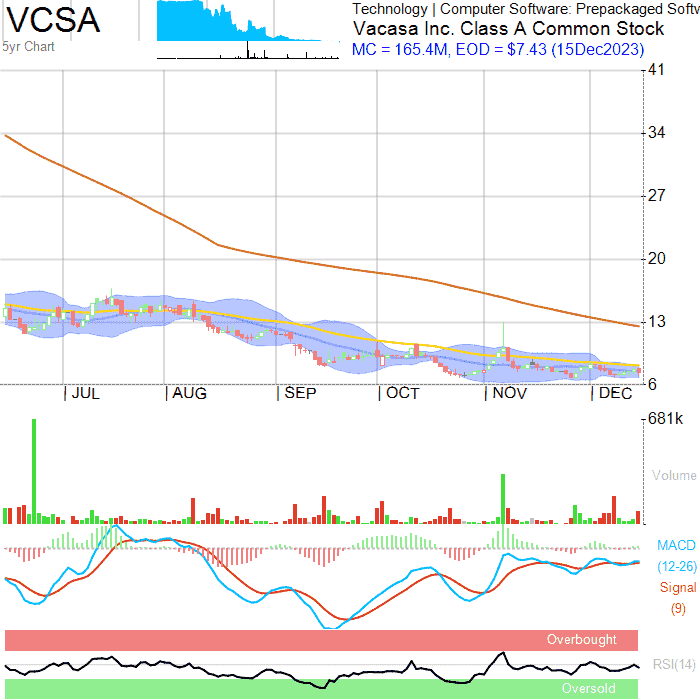 VCSA
5yr Chart
Technology | Computer Software: Prepackaged Softw
Vacasa Inc. Class A Common Stock
MC = 165.4M, EOD = $7.43 (15Dec2023)
41
34
27
20
13
6
| JUL | AUG | SEP | OCT | NOV | DEC
681k
Volume
MACD
(12-26)
Signal
(9)
Overbought
RSI(14)
Oversold